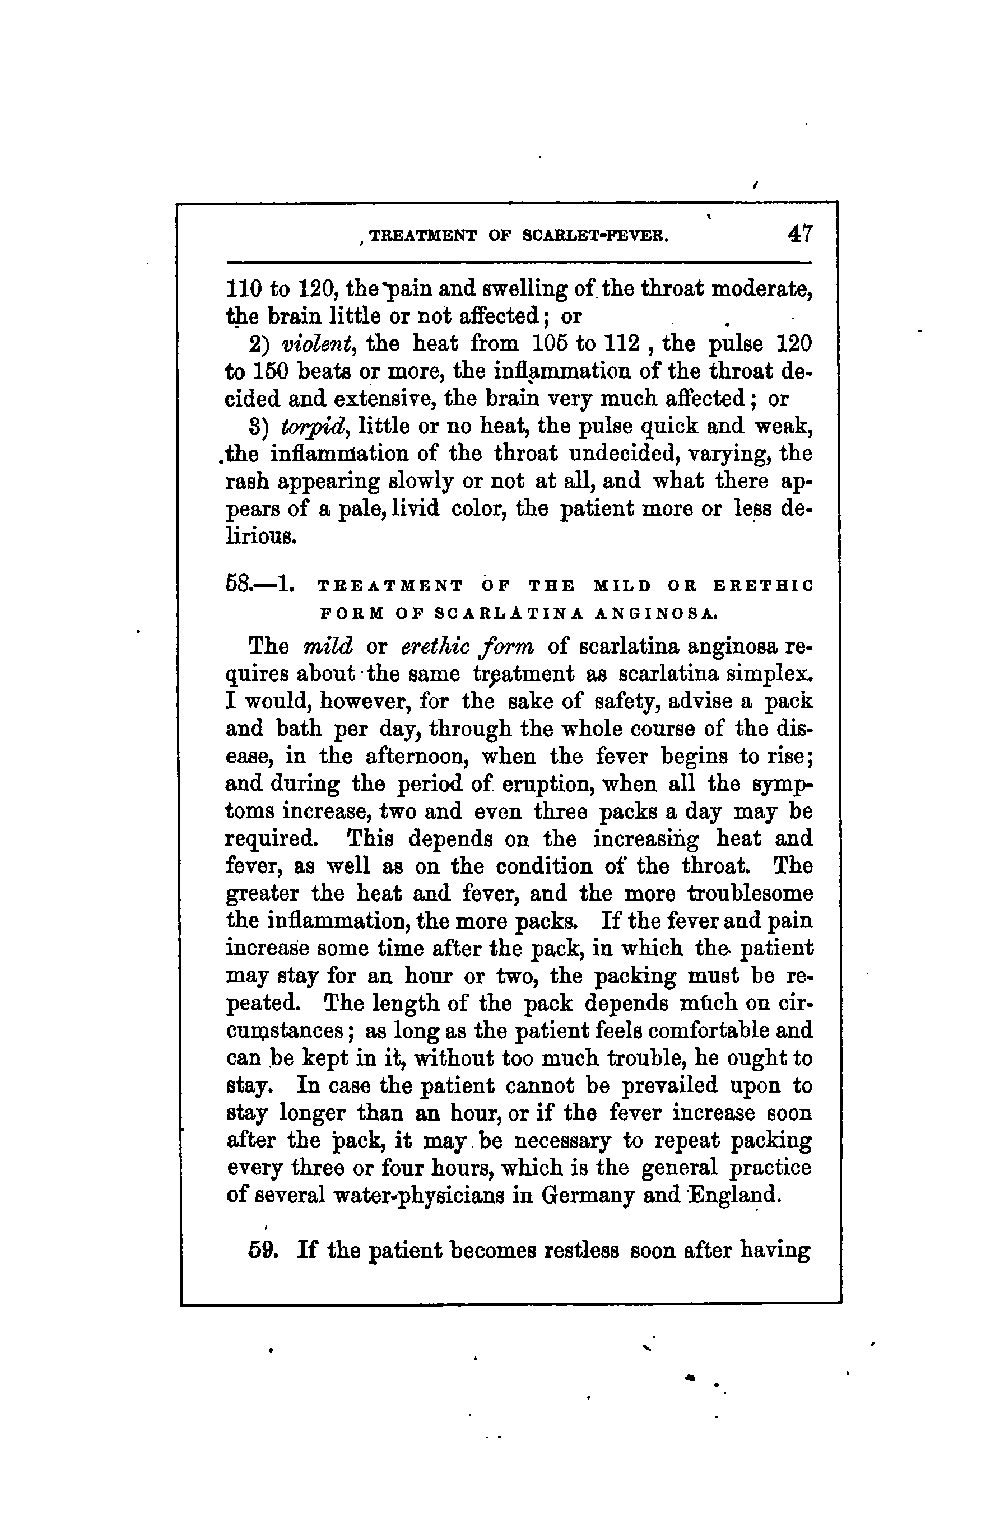 TREATMENT OF SCARLET-FEVER. 47
110 to 120, the pain and swelling of the throat moderate,
the brain little or not affected; or
2) violent, the heat from 105 to 112 , the pulse 120
to 150 beats or more, the inflammation of the throat de-
cided and extensive, the brain very much affected; or
3) torpid, little or no heat, the pulse quick and weak,
the inflammation of the throat undecided, varying, the
rash appearing slowly or not at all, and what there ap-
pears of a pale, livid color, the patient more or less de-
lirious.
58.—1. TREATMENT OF THE MILD OR ERETHIC
FORM OF SCARLATINA ANGINOSA.
The mild or erethic form of scarlatina anginosa re-
quires about the same treatment as scarlatina simplex.
I would, however, for the sake of safety, advise a pack
and bath per day, through the whole course of the dis-
ease, in the afternoon, when the fever begins to rise;
and during the period of eruption, when all the symp-
toms increase, two and even three packs a day may be
required. This depends on the increasing heat and
fever, as well as on the condition of the throat. The
greater the heat and fever, and the more troublesome
the inflammation, the more packs. If the fever and pain
increase some time after the pack, in which the patient
may stay for an hour or two, the packing must be re-
peated. The length of the pack depends much on cir-
cumstances; as long as the patient feels comfortable and
can be kept in it, without too much trouble, he ought to
stay. In case the patient cannot be prevailed upon to
stay longer than an hour, or if the fever increase soon
after the pack, it may be necessary to repeat packing
every three or four hours, which is the general practice
of several water-physicians in Germany and England.
59. If the patient becomes restless soon after having